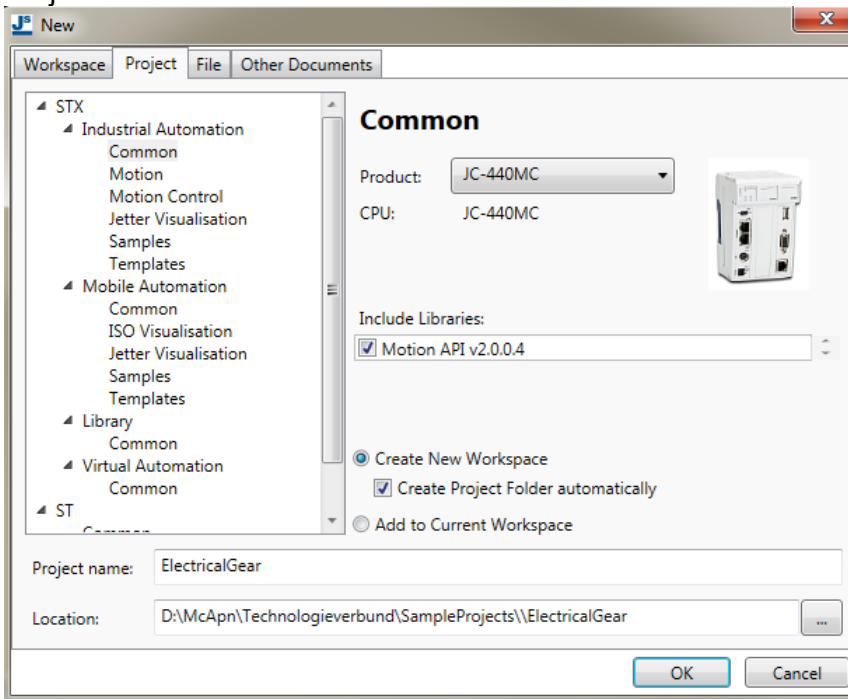 JS New
Workspace Project File Other Documents
STX
Industrial Automation
Common
Motion
Motion Control
Jetter Visualisation
Samples
Templates
Mobile Automation
Common
ISO Visualisation
Jetter Visualisation
Samples
Templates
Library
Common
Virtual Automation
Common
ST
Common
Common
Product: JC-440MC
CPU: JC-440MC
Include Libraries:
Motion API v2.0.0.4
Create New Workspace
Create Project Folder automatically
Add to Current Workspace
Project name: ElectricalGear
Location: D:\McApn\Technologieverbund\SampleProjects\\ElectricalGear ...
OK Cancel